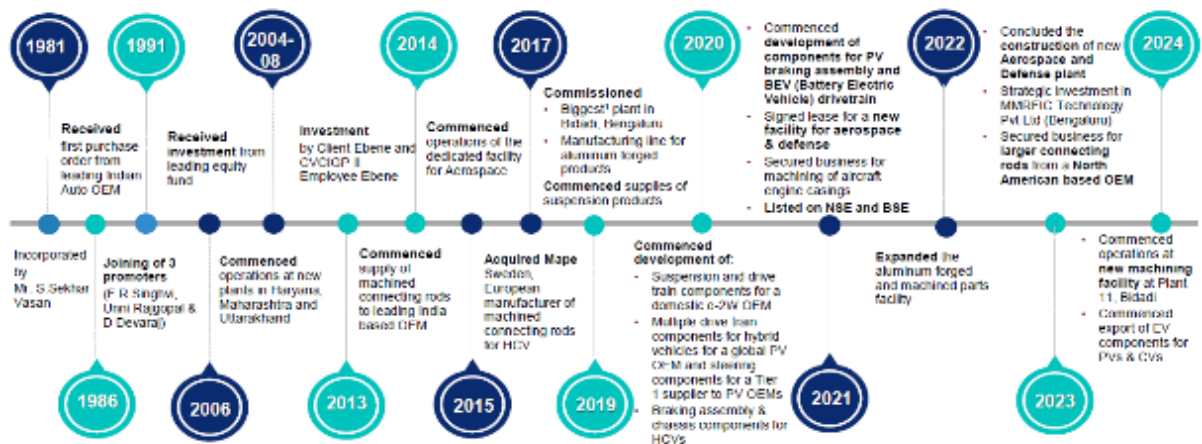 1981
1991
2004-
08
2014
2017
2020
2022
2024
Received
first purchase
order from
leading Indian
Auto OEM
Received
investment from
leading equity
fund
Investment
by Client Ebene and
CVCIGP II
Employee Ebene
Commenced
operations of the
dedicated facility
for Aerospace
Commissioned
• Biggest¹ plant in
Bidadi, Bengaluru
• Manufacturing line for
aluminum forged
products
Commenced supplies of
suspension products
• Commenced
development of
components for PV
braking assembly and
BEV (Battery Electric
Vehicle) drivetrain
• Signed lease for a new
facility for aerospace
& defense
• Secured business for
machining of aircraft
engine casings
• Listed on NSE and BSE
• Concluded the
construction of new
Aerospace and
Defense plant
• Strategic Investment in
MMRFIC Technology
Pvt Ltd (Bengaluru)
• Secured business for
larger connecting
rods from a North
American based OEM
Incorporated
by
Mr. S.Sekhar
Vasan
Joining of 3
promoters
(F R Singhvi,
Unni Rajgopal &
D Devaraj)
Commenced
operations at new
plants in Haryana,
Maharashtra and
Uttarakhand
Commenced
supply of
machined
connecting rods
to leading India
based OEM
Acquired Mape
Sweden,
European
manufacturer of
machined
connecting rods
for HCV
Commenced
development of:
• Suspension and drive
train components for a
domestic e-2W OEM
• Multiple drive train
components for hybrid
vehicles for a global PV
OEM and steering
components for a Tier
1 supplier to PV OEMs
• Braking assembly &
chassis components for
HCVs
Expanded the
aluminum forged
and machined parts
facility
• Commenced
operations at
new machining
facility at Plant
11, Bidadi
• Commenced
export of EV
components for
PVs & CVs
1986
2006
2013
2015
2019
2021
2023